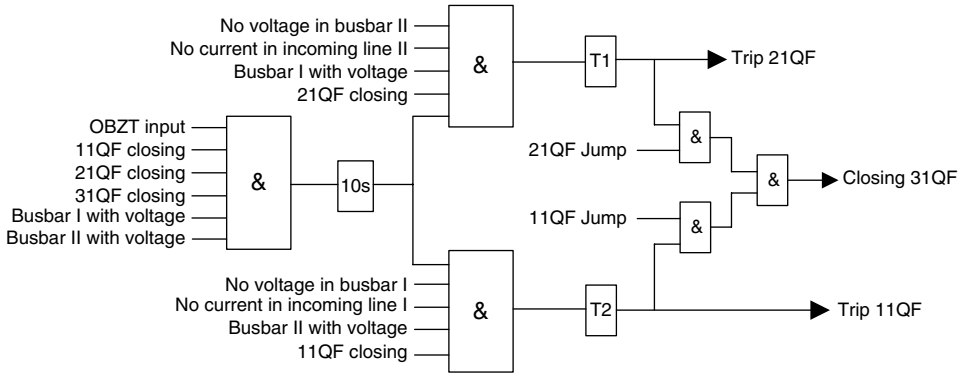 No voltage in busbar II
No current in incoming line II
Busbar I with voltage
21QF closing
&
T1
Trip 21QF
OBZT input
11QF closing
21QF closing
31QF closing
Busbar I with voltage
Busbar II with voltage
&
10s
21QF Jump
&
&
Closing 31QF
11QF Jump
&
No voltage in busbar I
No current in incoming line I
Busbar II with voltage
11QF closing
&
T2
Trip 11QF